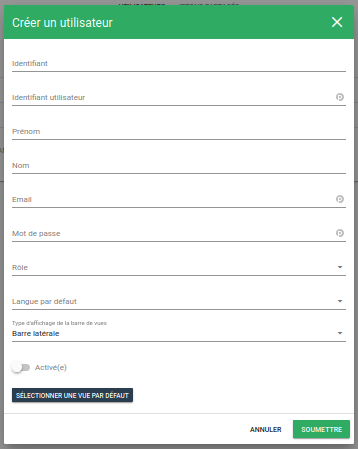 Créer un utilisateur
Identifiant
Identifiant utilisateur
Prénom
Nom
Email
Mot de passe
Rôle
Langue par défaut
Type d'affichage de la barre de vues
Barre latérale
Activé(e)
SÉLECTIONNER UNE VUE PAR DÉFAUT
ANNULER
SOUMETTRE